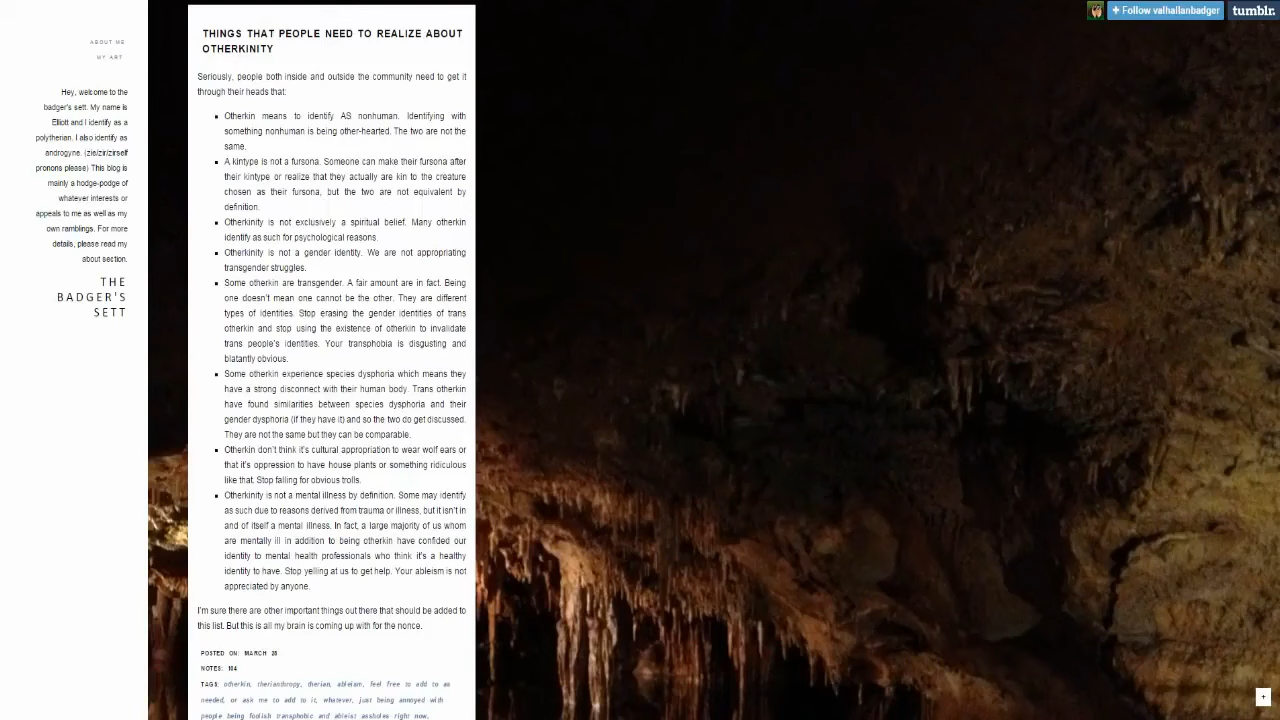 + Follow valhallanbadger
tumblr.
ABOUT ME
MY ART
Hey, welcome to the
badger's sett. My name is
Elliott and I identify as a
polytherian. I also identify as
androgyne. (zie/zir/zirself
pronons please) This blog is
mainly a hodge-podge of
whatever interests or
appeals to me as well as my
own ramblings. For more
details, please read my
about section.
THE
BADGER'S
SETT
THINGS THAT PEOPLE NEED TO REALIZE ABOUT
OTHERKINITY
Seriously, people both inside and outside the community need to get it
through their heads that:
Otherkin means to identify AS nonhuman. Identifying with
something nonhuman is being other-hearted. The two are not the
same.
A kintype is not a fursona. Someone can make their fursona after
their kintype or realize that they actually are kin to the creature
chosen as their fursona, but the two are not equivalent by
definition.
Otherkinity is not exclusively a spiritual belief. Many otherkin
identify as such for psychological reasons.
Otherkinity is not a gender identity. We are not appropriating
transgender struggles.
Some otherkin are transgender. A fair amount are in fact. Being
one doesn't mean one cannot be the other. They are different
types of identities. Stop erasing the gender identities of trans
otherkin and stop using the existence of otherkin to invalidate
trans people's identities. Your transphobia is disgusting and
blatantly obvious.
Some otherkin experience species dysphoria which means they
have a strong disconnect with their human body. Trans otherkin
have found similarities between species dysphoria and their
gender dysphoria (if they have it) and so the two do get discussed.
They are not the same but they can be comparable.
Otherkin don't think it's cultural appropriation to wear wolf ears or
that it's oppression to have house plants or something ridiculous
like that. Stop falling for obvious trolls.
Otherkinity is not a mental illness by definition. Some may identify
as such due to reasons derived from trauma or illness, but it isn't in
and of itself a mental illness. In fact, a large majority of us whom
are mentally ill in addition to being otherkin have confided our
identity to mental health professionals who think it's a healthy
identity to have. Stop yelling at us to get help. Your ableism is not
appreciated by anyone.
I'm sure there are other important things out there that should be added to
this list. But this is all my brain is coming up with for the nonce.
POSTED ON: MARCH 28
NOTES: 104
TAGS: otherkin, therianthropy, therian, ableism, feel free to add to as
needed, or ask me to add to it, whatever, just being annoyed with
people being foolish transphobic and ableist assholes right now,
+